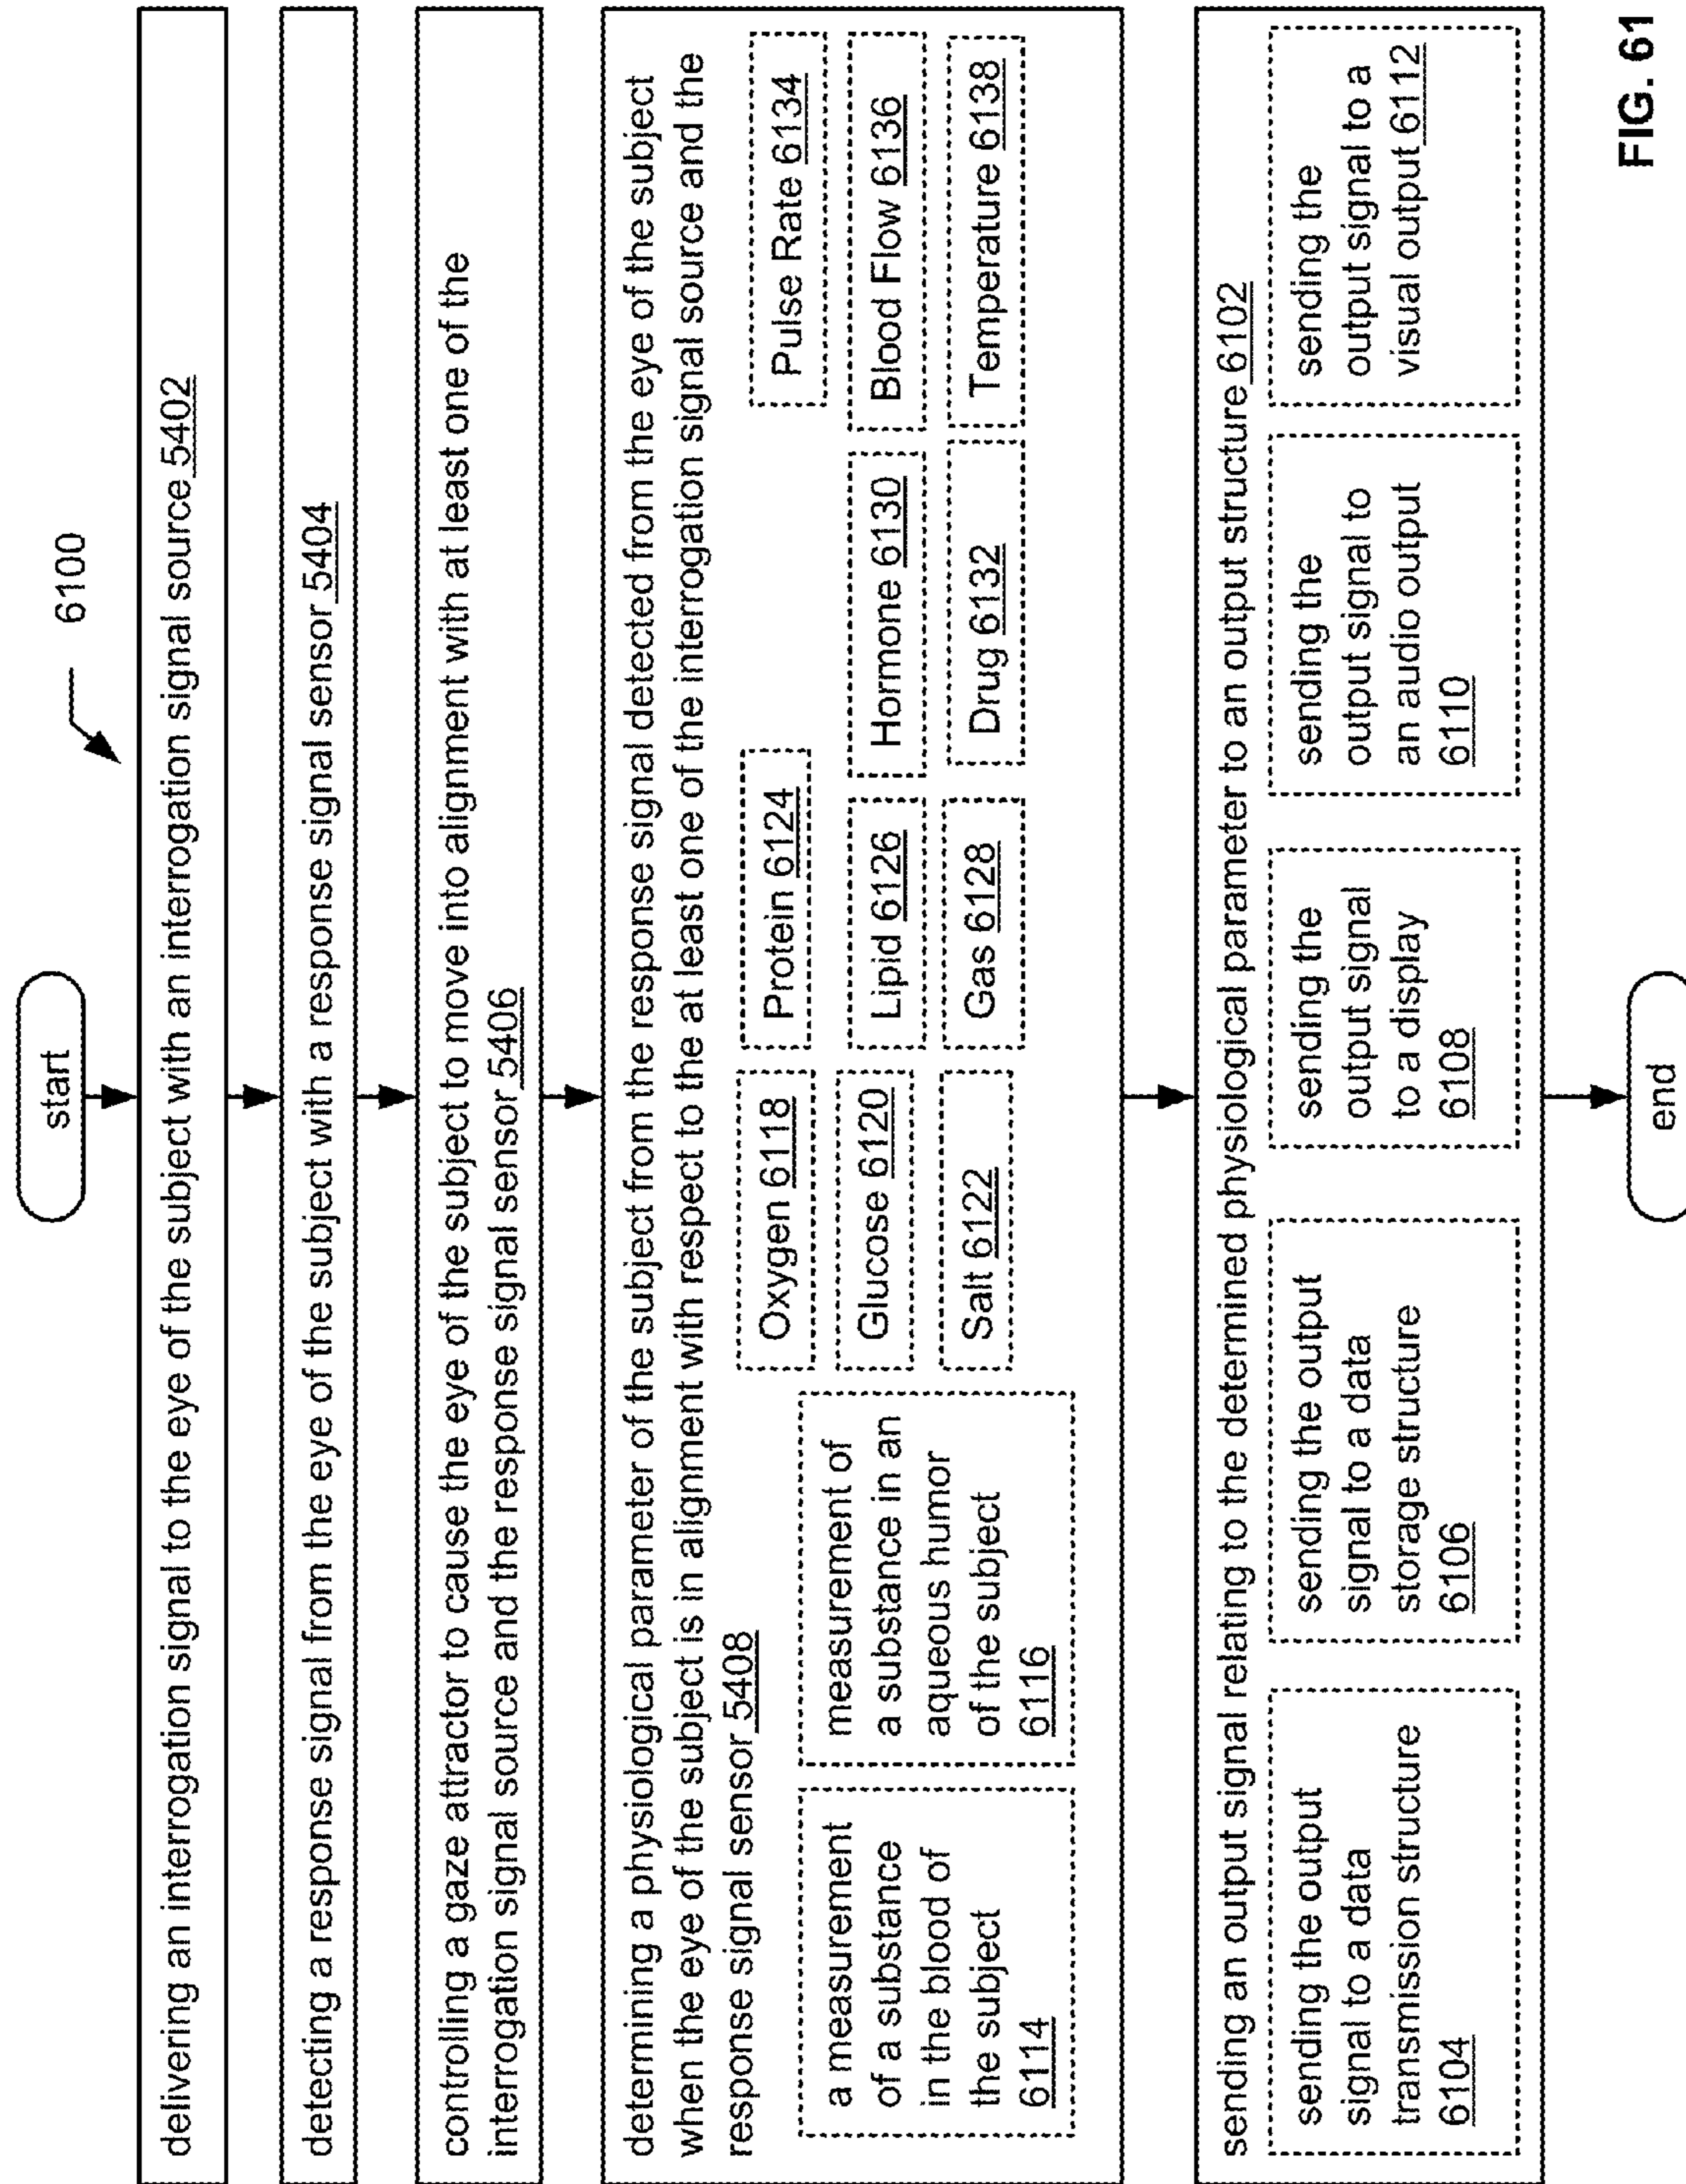 6100
start
delivering an interrogation signal to the eye of the subject with an interrogation signal source 5402
detecting a response signal from the eye of the subject with a response signal sensor 5404
controlling a gaze attractor to cause the eye of the subject to move into alignment with at least one of the
interrogation signal source and the response signal sensor 5406
determining a physiological parameter of the subject from the response signal detected from the eye of the subject
when the eye of the subject is in alignment with respect to the at least one of the interrogation signal source and the
response signal sensor 5408
a measurement
of a substance
in the blood of
the subject
6114
measurement of
a substance in an
aqueous humor
of the subject
6116
Oxygen 6118
Glucose 6120
Salt 6122
Protein 6124
Lipid 6126
Gas 6128
Hormone 6130
Drug 6132
Pulse Rate 6134
Blood Flow 6136
Temperature 6138
sending an output signal relating to the determined physiological parameter to an output structure 6102
sending the output
signal to a data
transmission structure
6104
sending the output
signal to a data
storage structure
6106
sending the
output signal
to a display
6108
sending the
output signal to
an audio output
6110
sending the
output signal to a
visual output 6112
end
FIG. 61